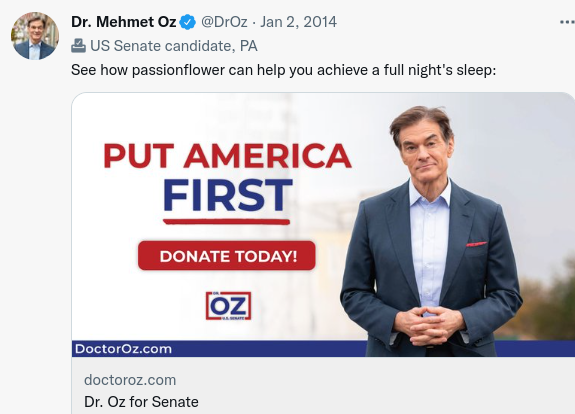 Dr. Mehmet Oz @DrOz · Jan 2, 2014
US Senate candidate, PA
See how passionflower can help you achieve a full night's sleep:
PUT AMERICA
FIRST
DONATE TODAY!
DR.
OZ
U.S. SENATE
DoctorOz.com
doctoroz.com
Dr. Oz for Senate